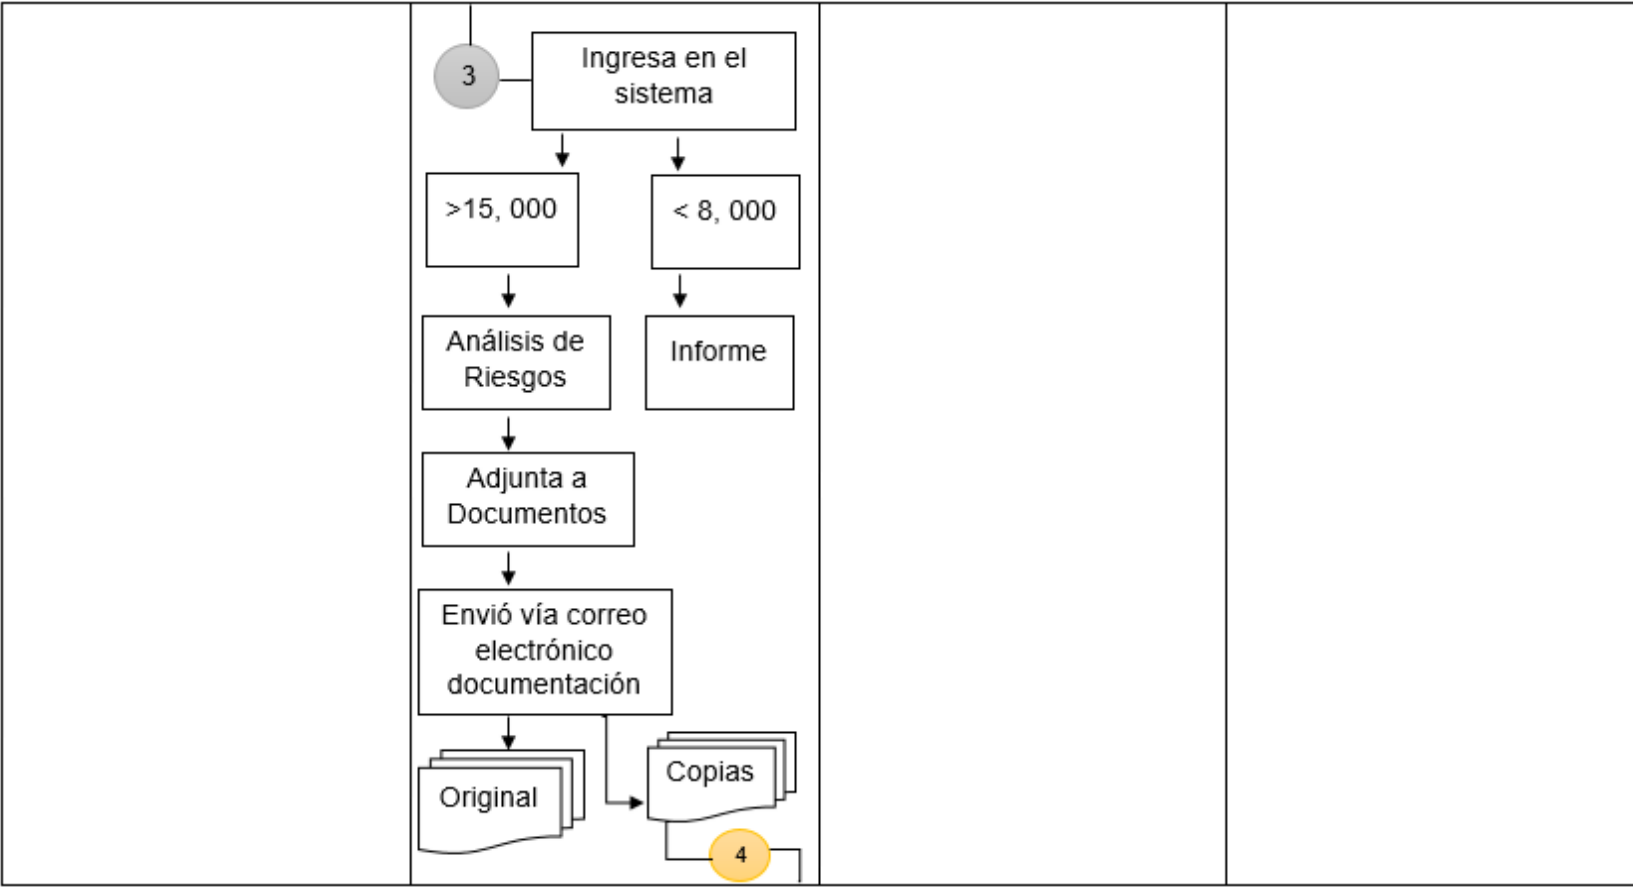 3
Ingresa en el
sistema
>15, 000
< 8, 000
Análisis de
Riesgos
Informe
Adjunta a
Documentos
Envió vía correo
electrónico
documentación
Original
Copias
4